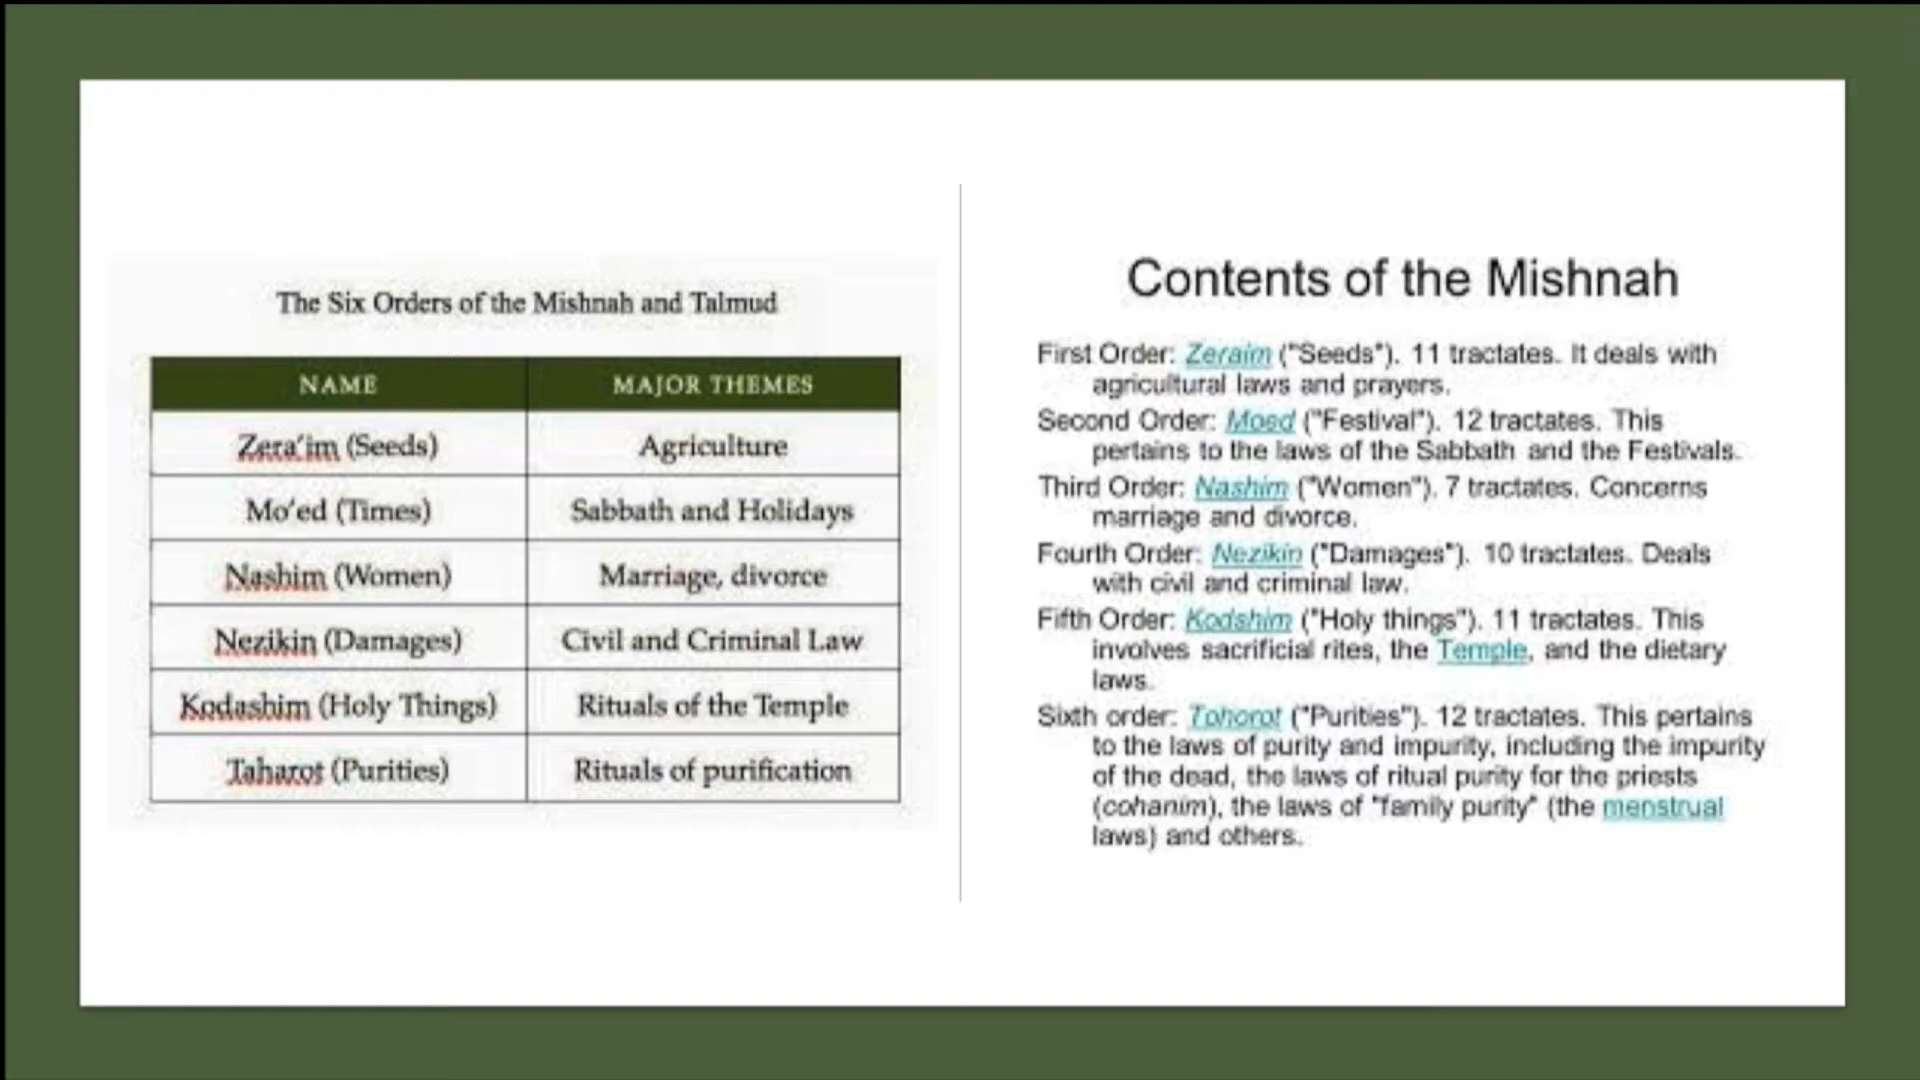 The Six Orders of the Mishnah and Talmud
NAME MAJOR THEMES
Zera'im (Seeds) Agriculture
Mo'ed (Times) Sabbath and Holidays
Nashim (Women) Marriage, divorce
Nezikin (Damages) Civil and Criminal Law
Kodashim (Holy Things) Rituals of the Temple
Taharot (Purities) Rituals of purification
Contents of the Mishnah
First Order: Zeraim ("Seeds"). 11 tractates. It deals with
agricultural laws and prayers.
Second Order: Moed ("Festival"). 12 tractates. This
pertains to the laws of the Sabbath and the Festivals.
Third Order: Nashim ("Women"). 7 tractates. Concerns
marriage and divorce.
Fourth Order: Nezikin ("Damages"). 10 tractates. Deals
with civil and criminal law.
Fifth Order: Kodshim ("Holy things"). 11 tractates. This
involves sacrificial rites, the Temple, and the dietary
laws.
Sixth order: Tohorot ("Purities"). 12 tractates. This pertains
to the laws of purity and impurity, including the impurity
of the dead, the laws of ritual purity for the priests
(cohanim), the laws of "family purity" (the menstrual
laws) and others.